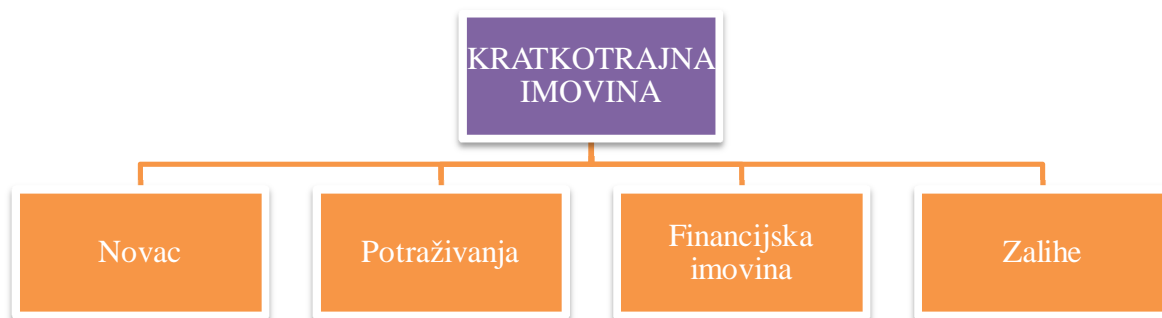 KRATKOTRAJNA
IMOVINA
Novac
Potraživanja
Financijska
imovina
Zalihe